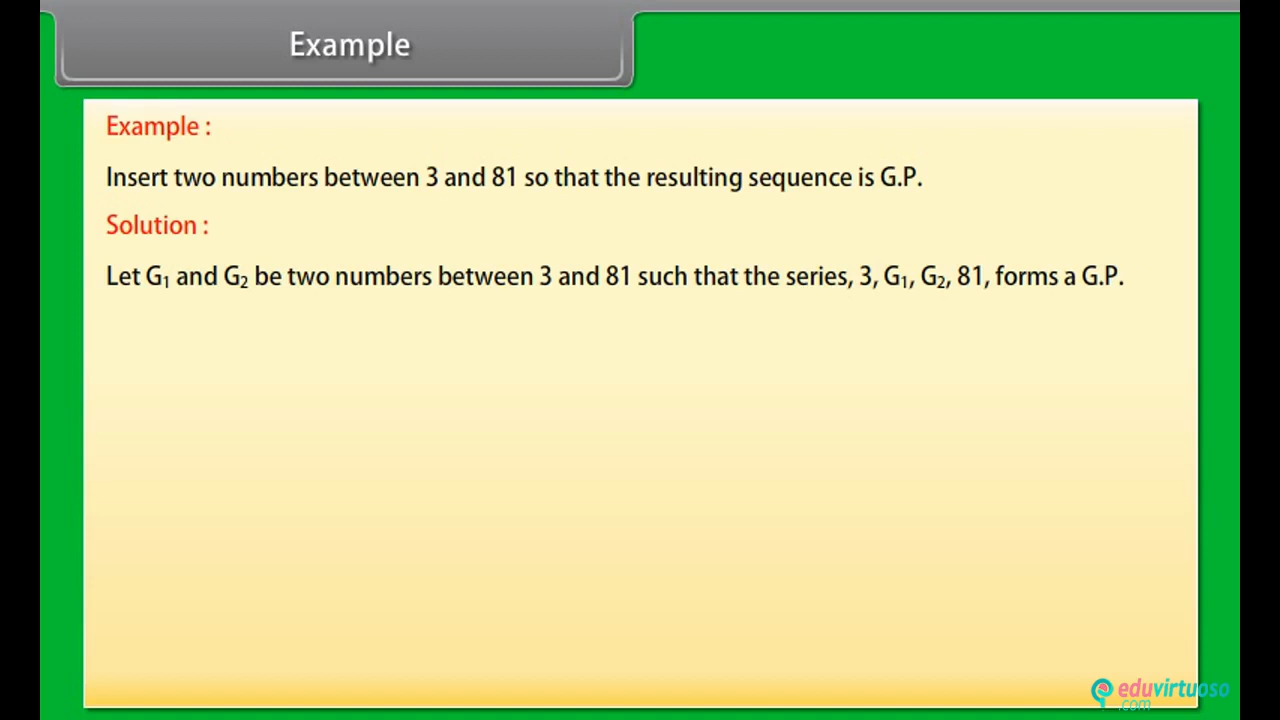 Example
Example :
Insert two numbers between 3 and 81 so that the resulting sequence is G.P.
Solution :
Let G₁ and G₂ be two numbers between 3 and 81 such that the series, 3, G₁, G₂, 81, forms a G.P.
eduvirtuoso
.com